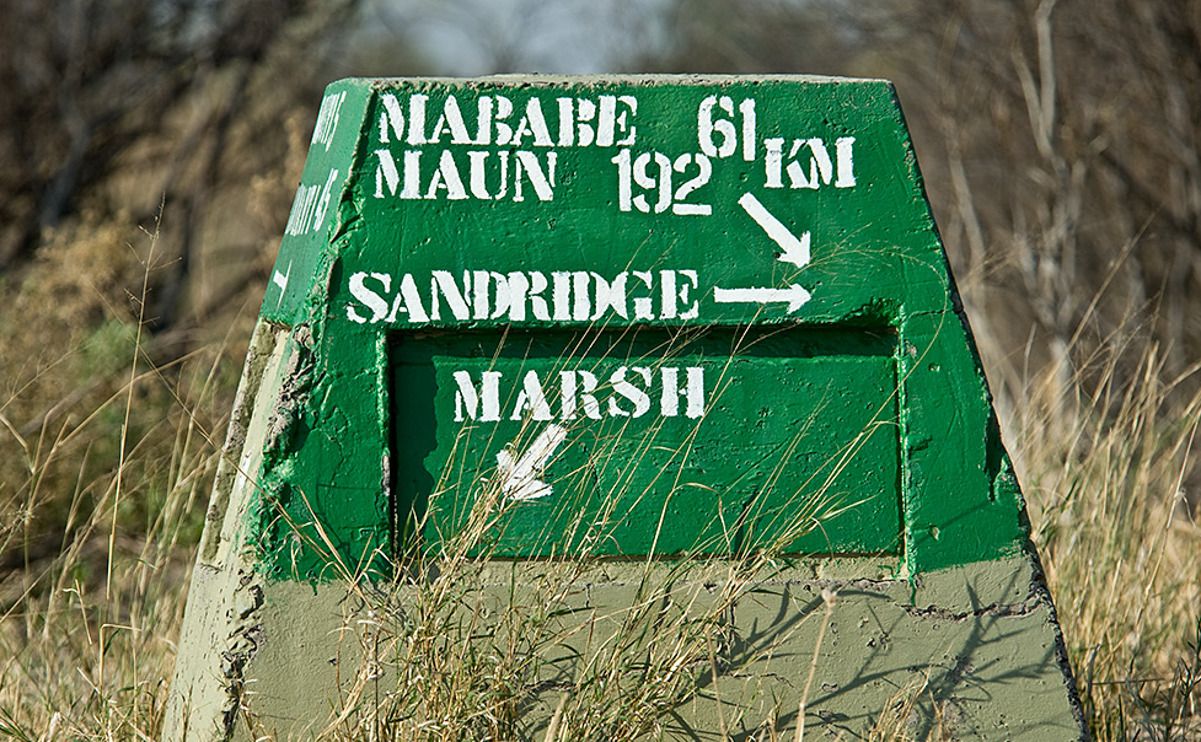 MABABE 61 KM
MAUN 192
SANDRIDGE
MARSH